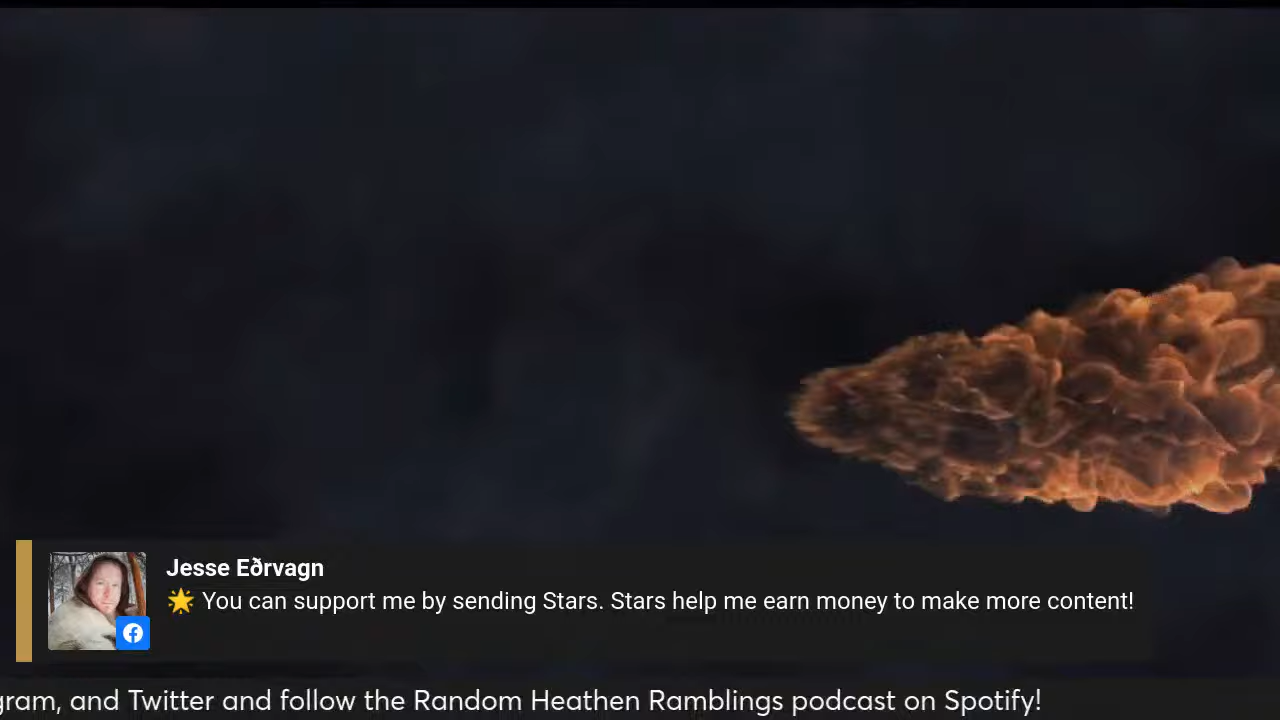 Jesse Eðrvagn
🌟 You can support me by sending Stars. Stars help me earn money to make more content!
gram, and Twitter and follow the Random Heathen Ramblings podcast on Spotify!